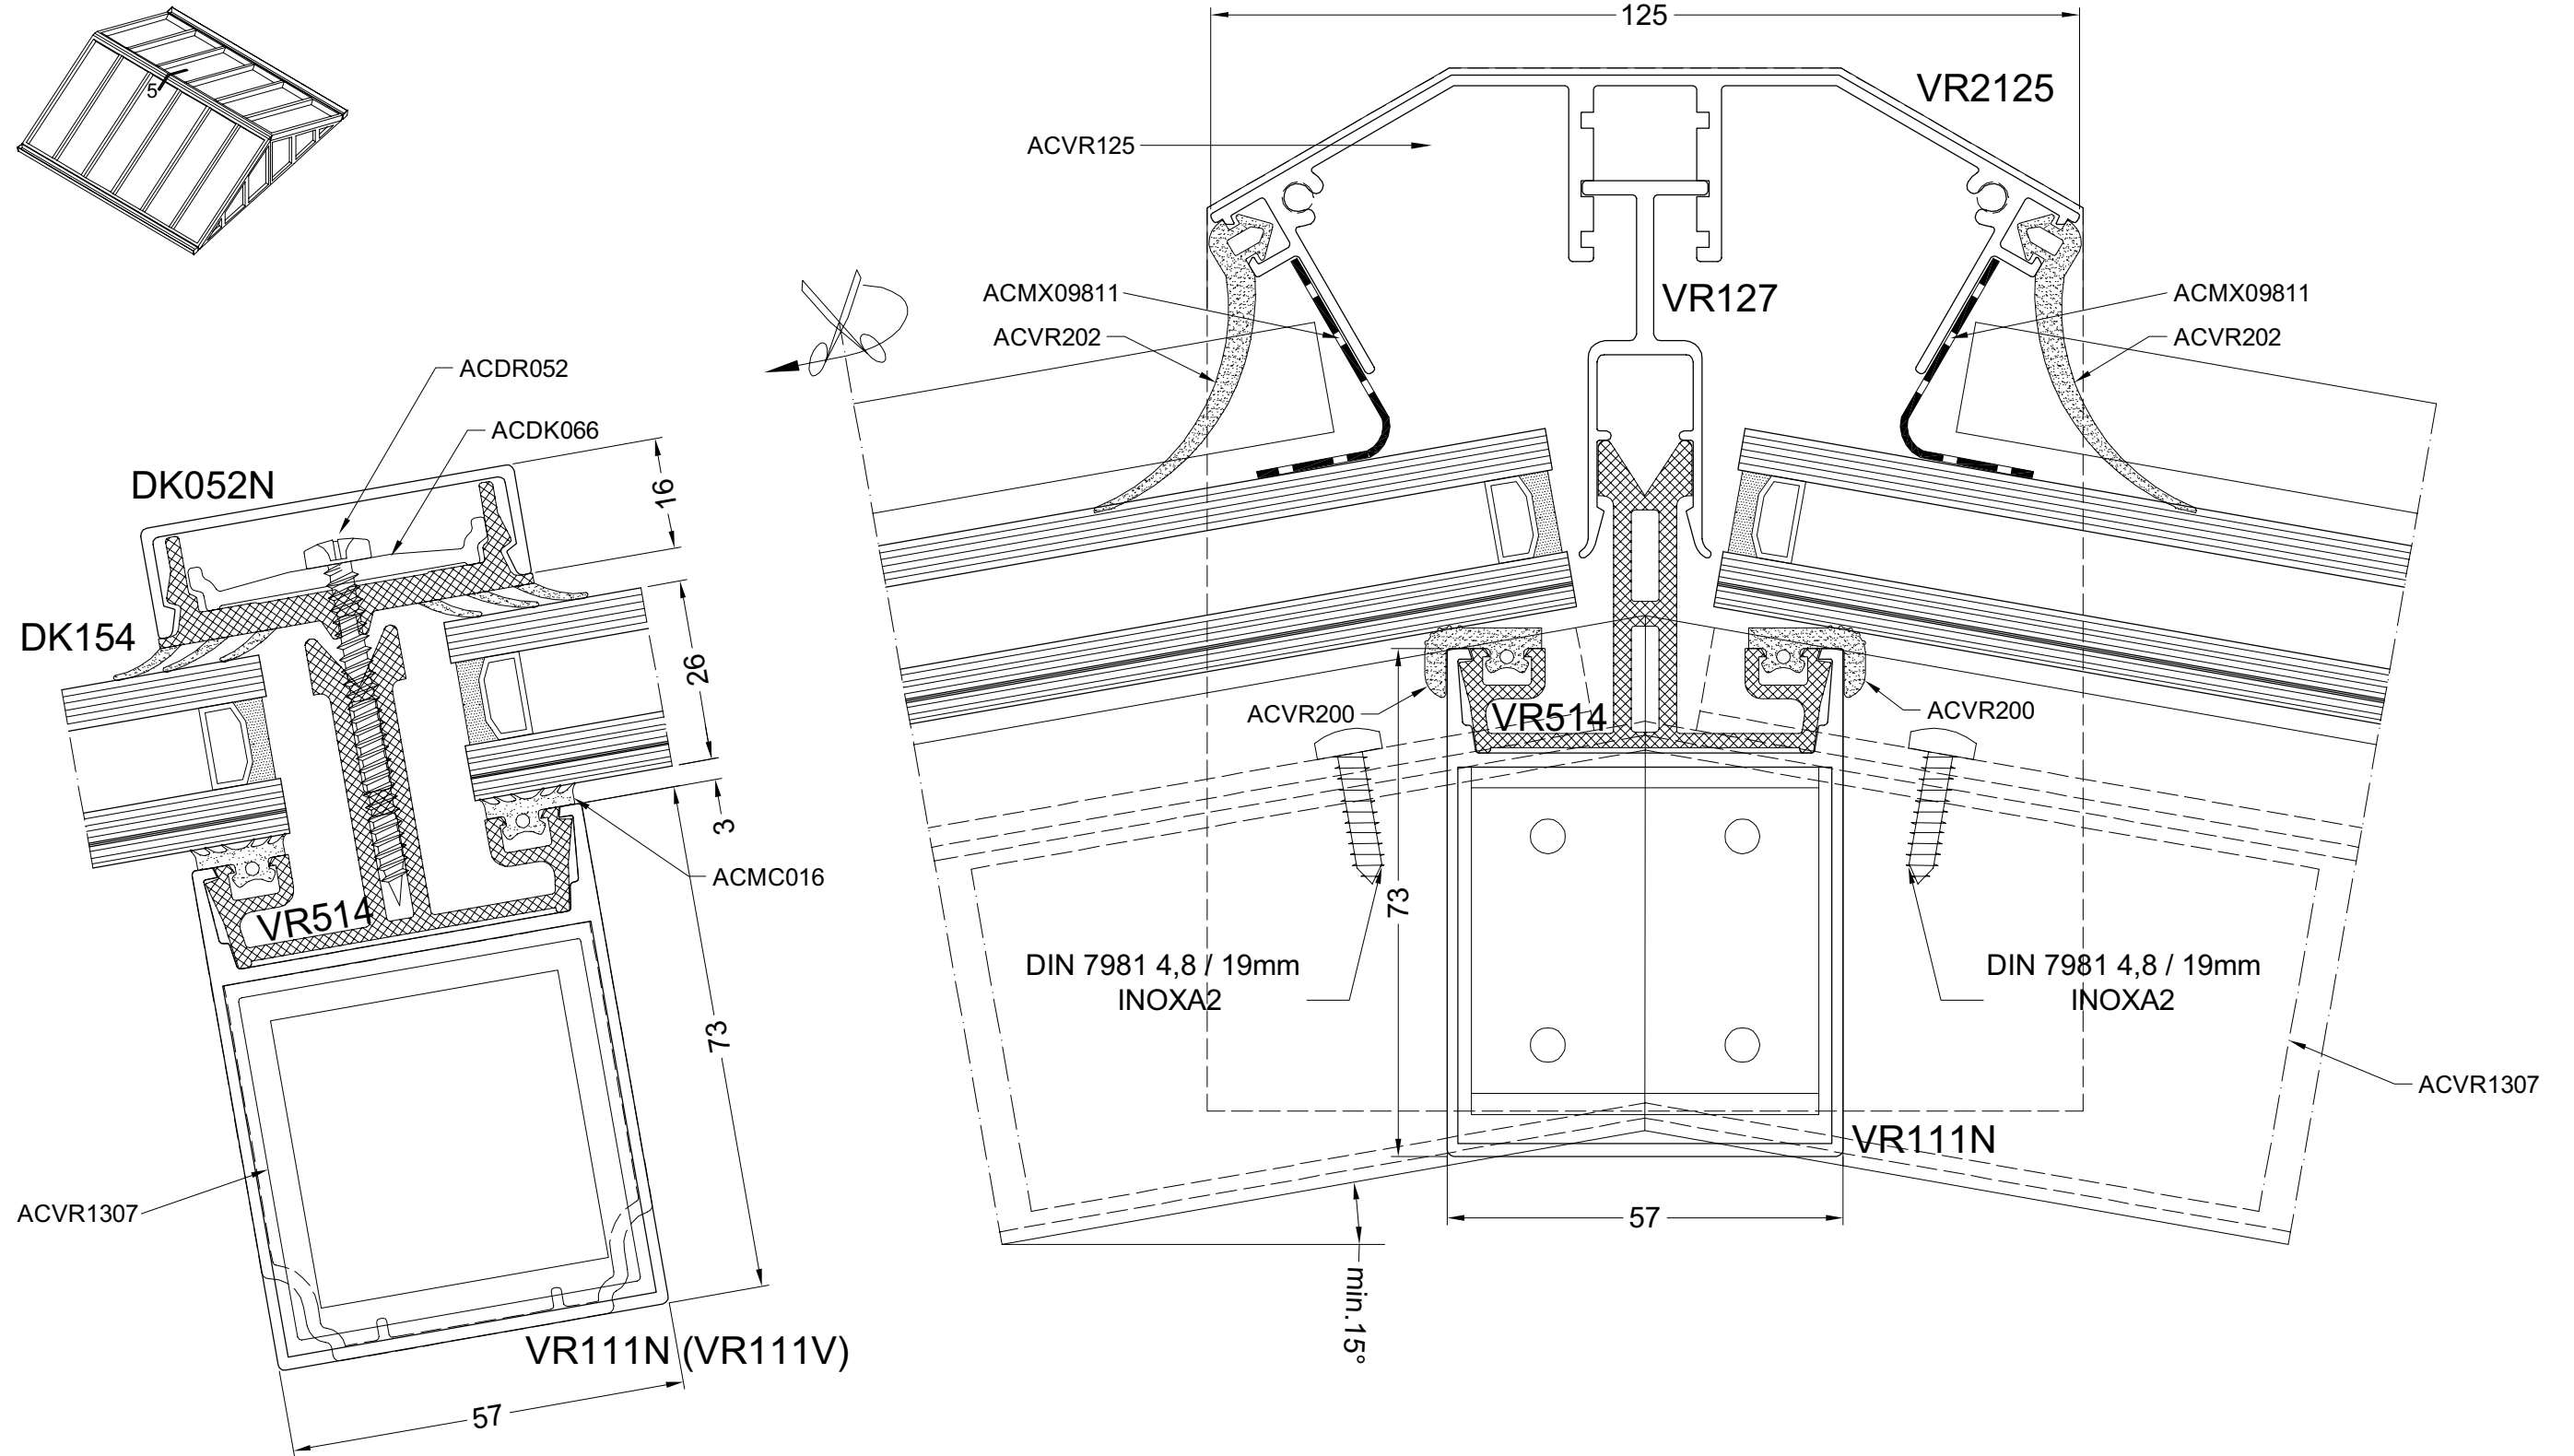 5
125
VR2125
ACVR125
ACMX09811
ACVR202
VR127
ACMX09811
ACVR202
ACDR052
ACDK066
DK052N
16
DK154
26
3
ACMC016
VR514
73
ACVR1307
VR111N (VR111V)
57
ACVR200
VR514
ACVR200
73
DIN 7981 4,8 / 19mm
INOXA2
DIN 7981 4,8 / 19mm
INOXA2
ACVR1307
VR111N
57
min.15°